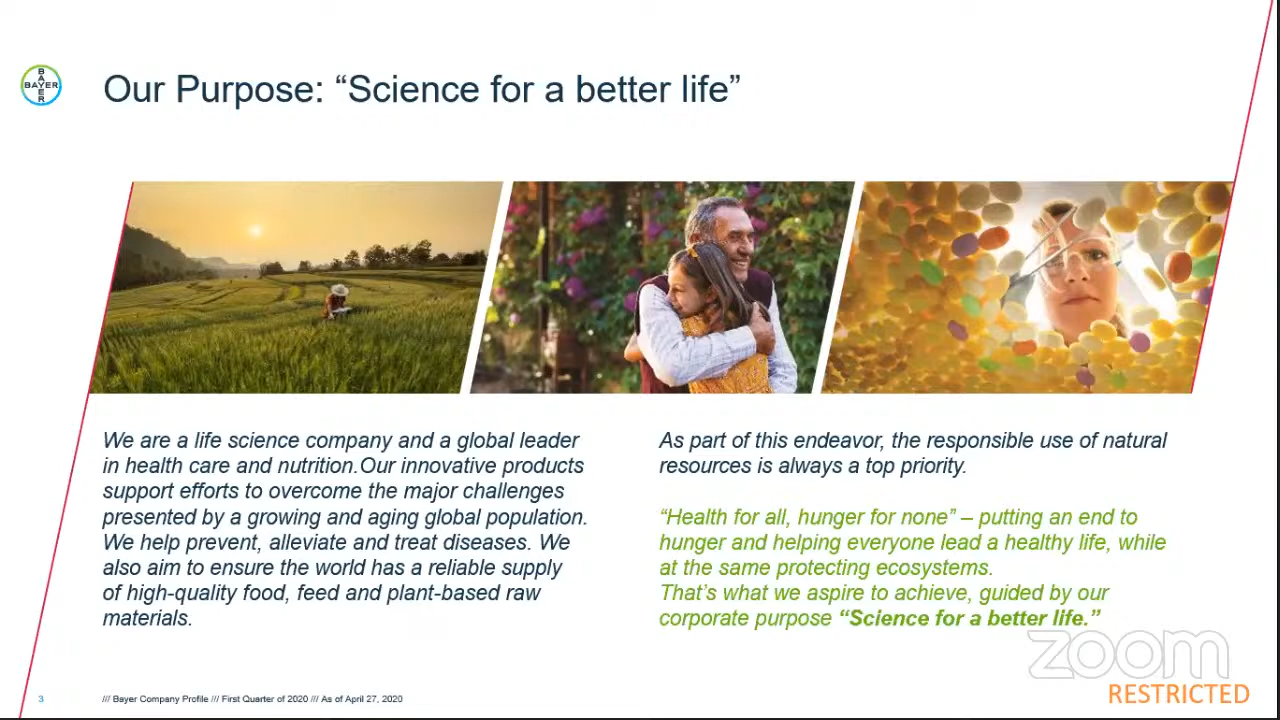 BAYER
BAYER
Our Purpose: “Science for a better life”
We are a life science company and a global leader
in health care and nutrition.Our innovative products
support efforts to overcome the major challenges
presented by a growing and aging global population.
We help prevent, alleviate and treat diseases. We
also aim to ensure the world has a reliable supply
of high-quality food, feed and plant-based raw
materials.
As part of this endeavor, the responsible use of natural
resources is always a top priority.
“Health for all, hunger for none” – putting an end to
hunger and helping everyone lead a healthy life, while
at the same protecting ecosystems.
That’s what we aspire to achieve, guided by our
corporate purpose “Science for a better life.”
zoom
RESTRICTED
3
/// Bayer Company Profile /// First Quarter of 2020 /// As of April 27, 2020